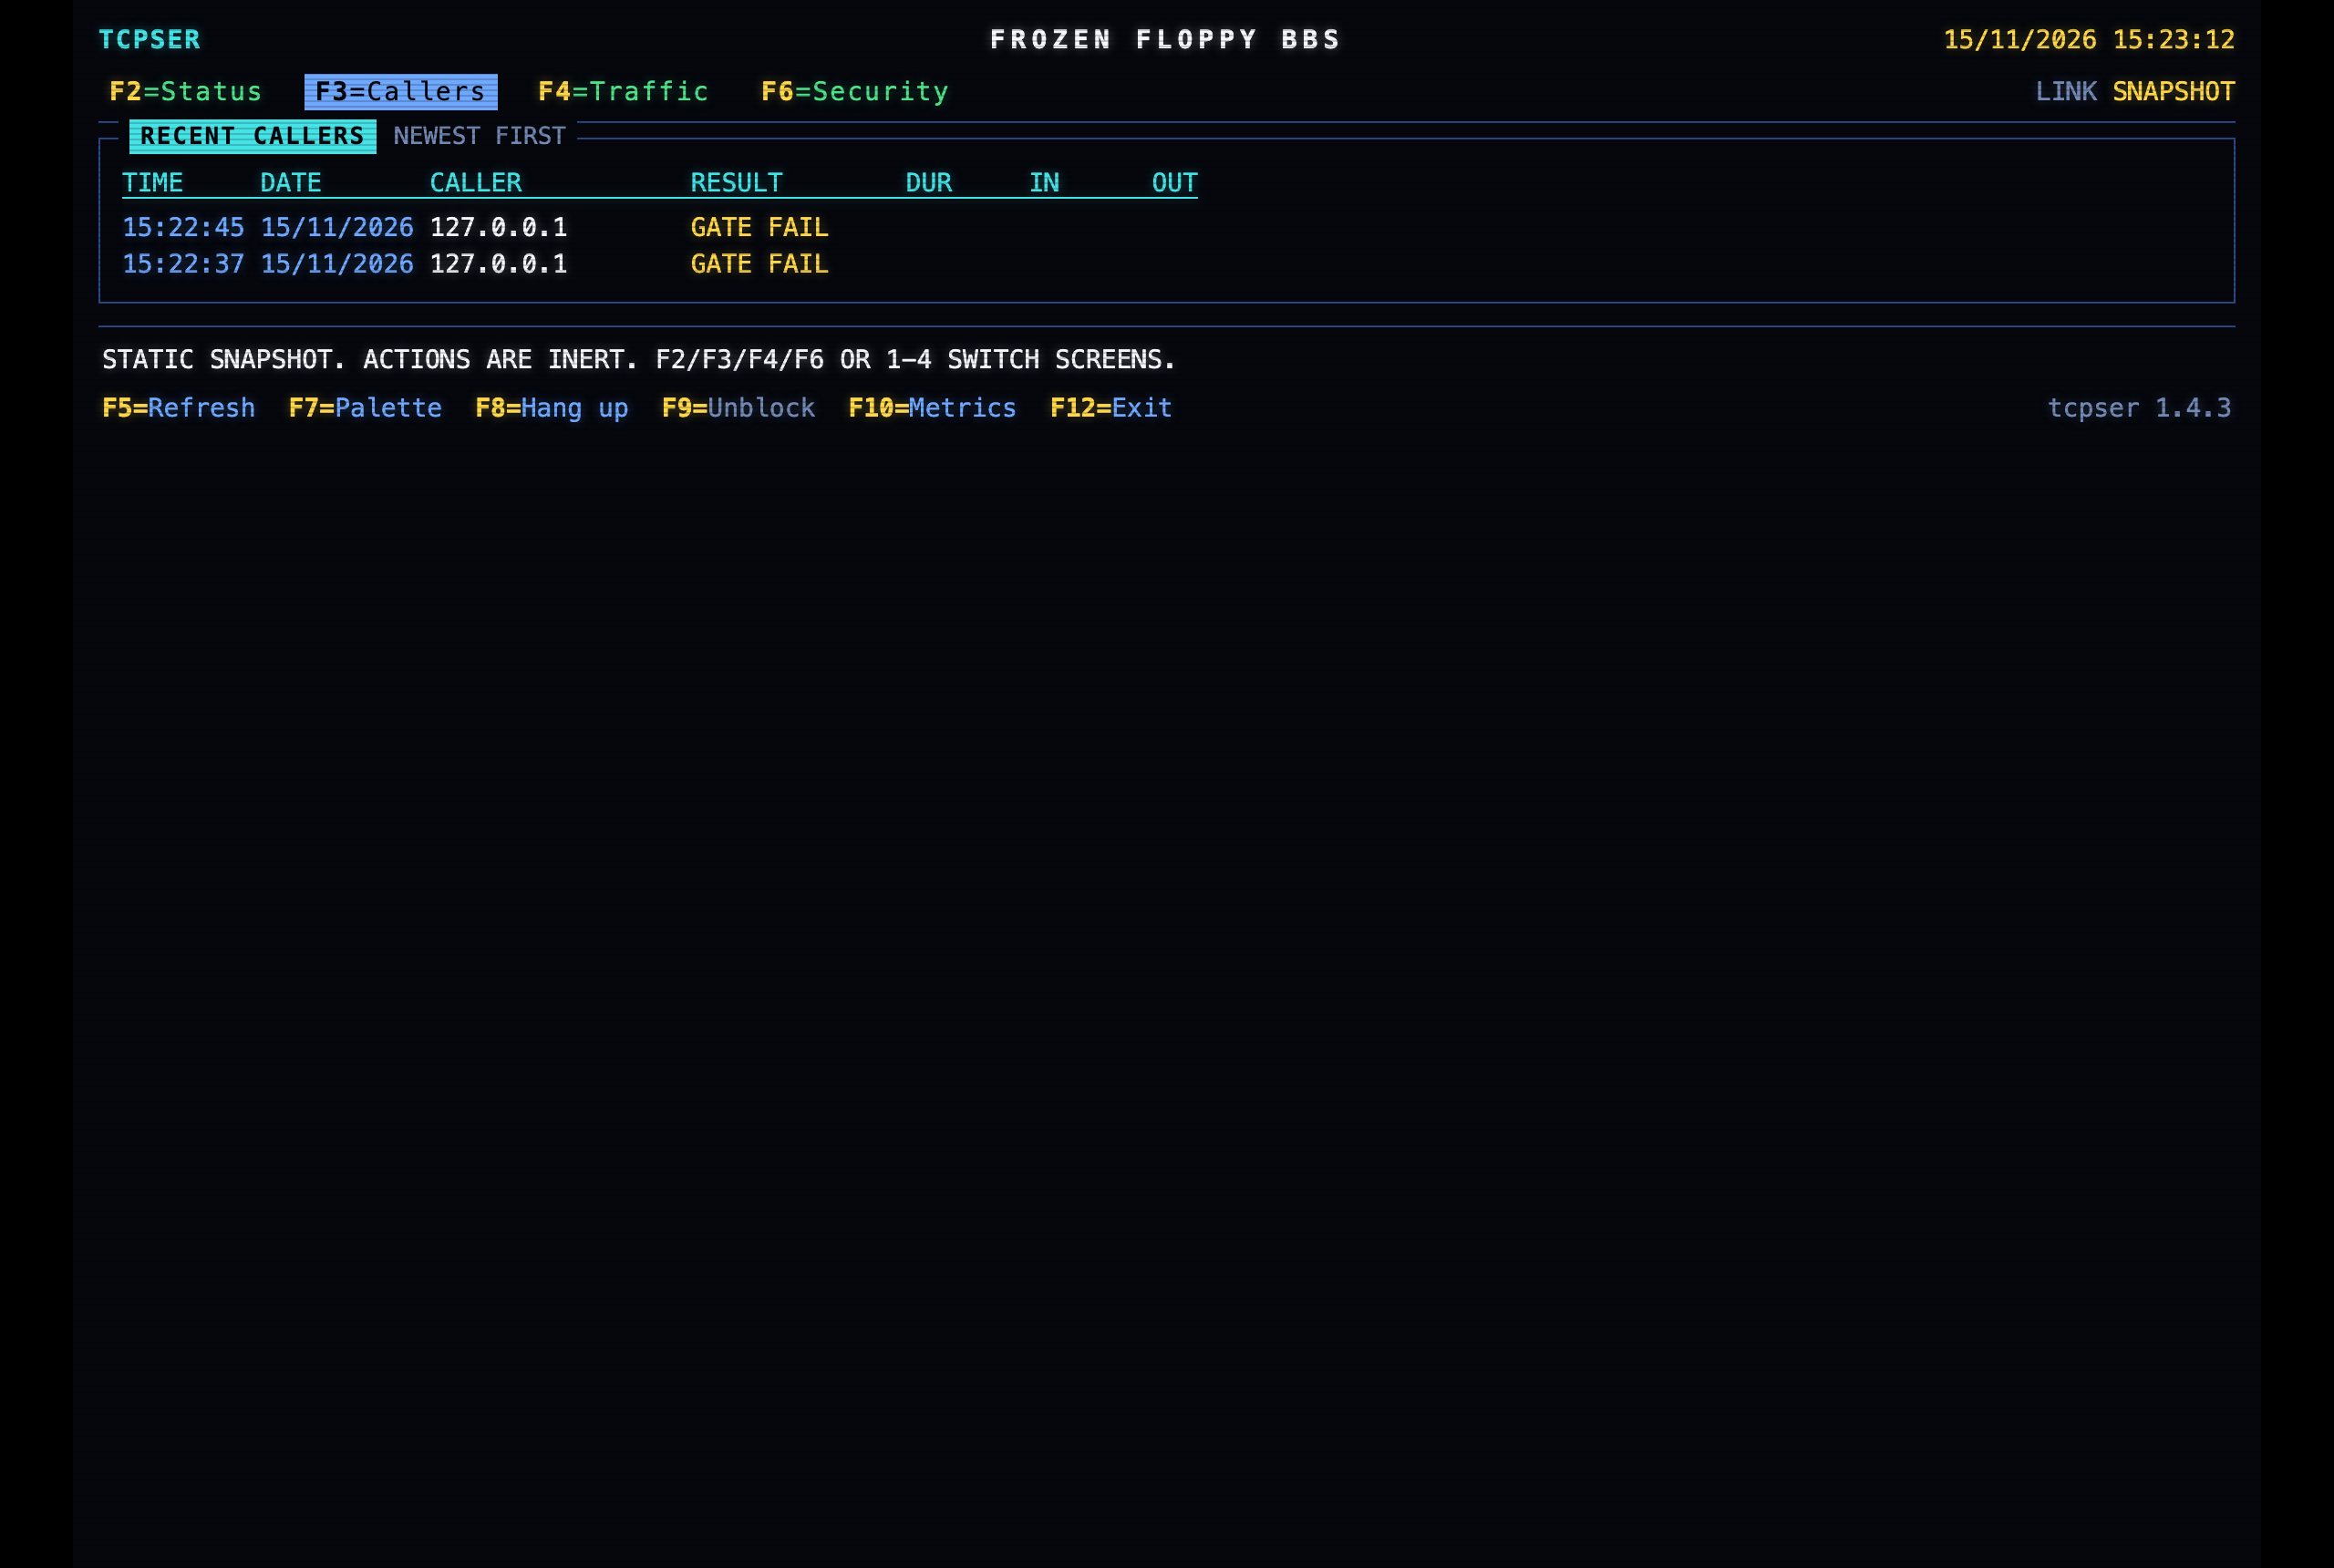 TCPSER FROZEN FLOPPY BBS 15/11/2026 15:23:12
F2=Status F3=Callers F4=Traffic F6=Security LINK SNAPSHOT
RECENT CALLERS NEWEST FIRST
TIME DATE CALLER RESULT DUR IN OUT
15:22:45 15/11/2026 127.0.0.1 GATE FAIL
15:22:37 15/11/2026 127.0.0.1 GATE FAIL
STATIC SNAPSHOT. ACTIONS ARE INERT. F2/F3/F4/F6 OR 1–4 SWITCH SCREENS.
F5=Refresh F7=Palette F8=Hang up F9=Unblock F10=Metrics F12=Exit tcpser 1.4.3